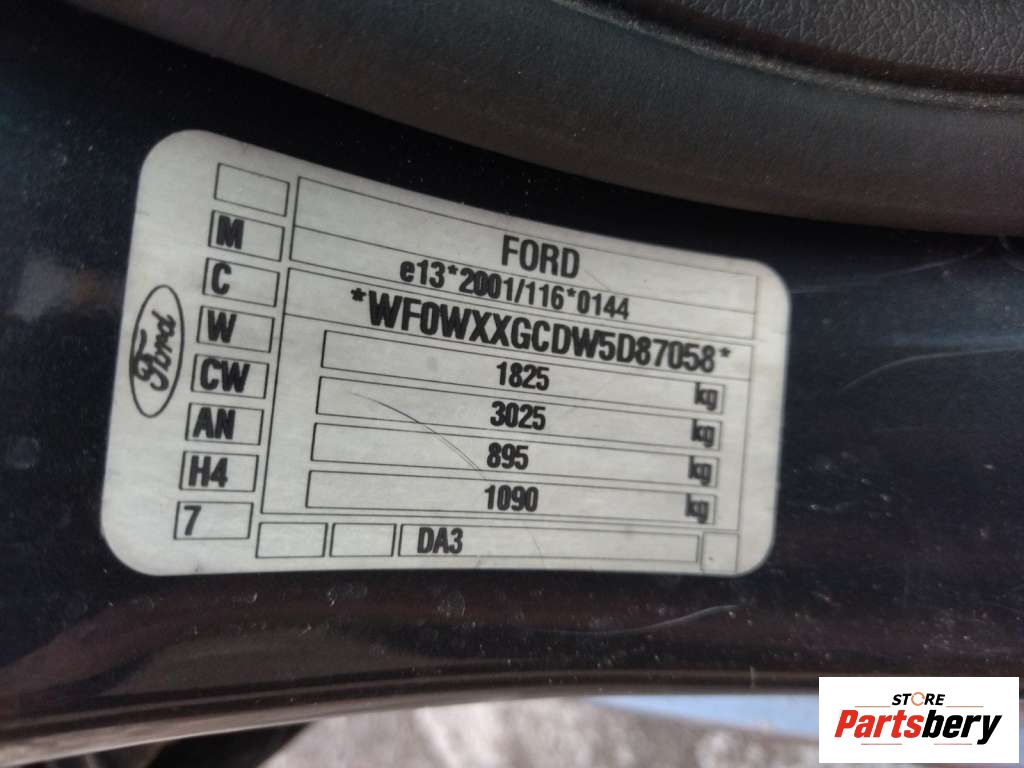 FORD
e13*2001/116*0144
*WF0WXXGCDW5D87058*
1825 kg
3025 kg
895 kg
1090 kg
M
C
W
CW
AN
H4
7
DA3
Ford
STORE
Partsbery